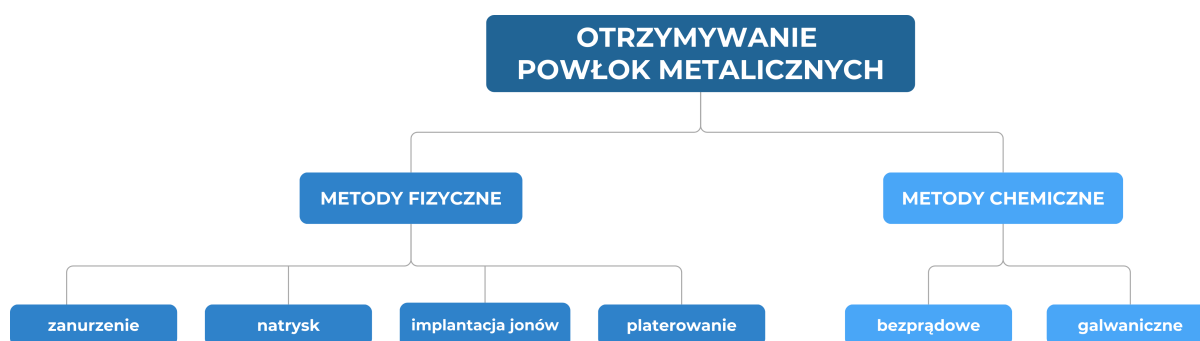 OTRZYMYWANIE
POWŁOK METALICZNYCH
METODY FIZYCZNE
METODY CHEMICZNE
zanurzenie
natrysk
implantacja jonów
platerowanie
bezprądowe
galwaniczne